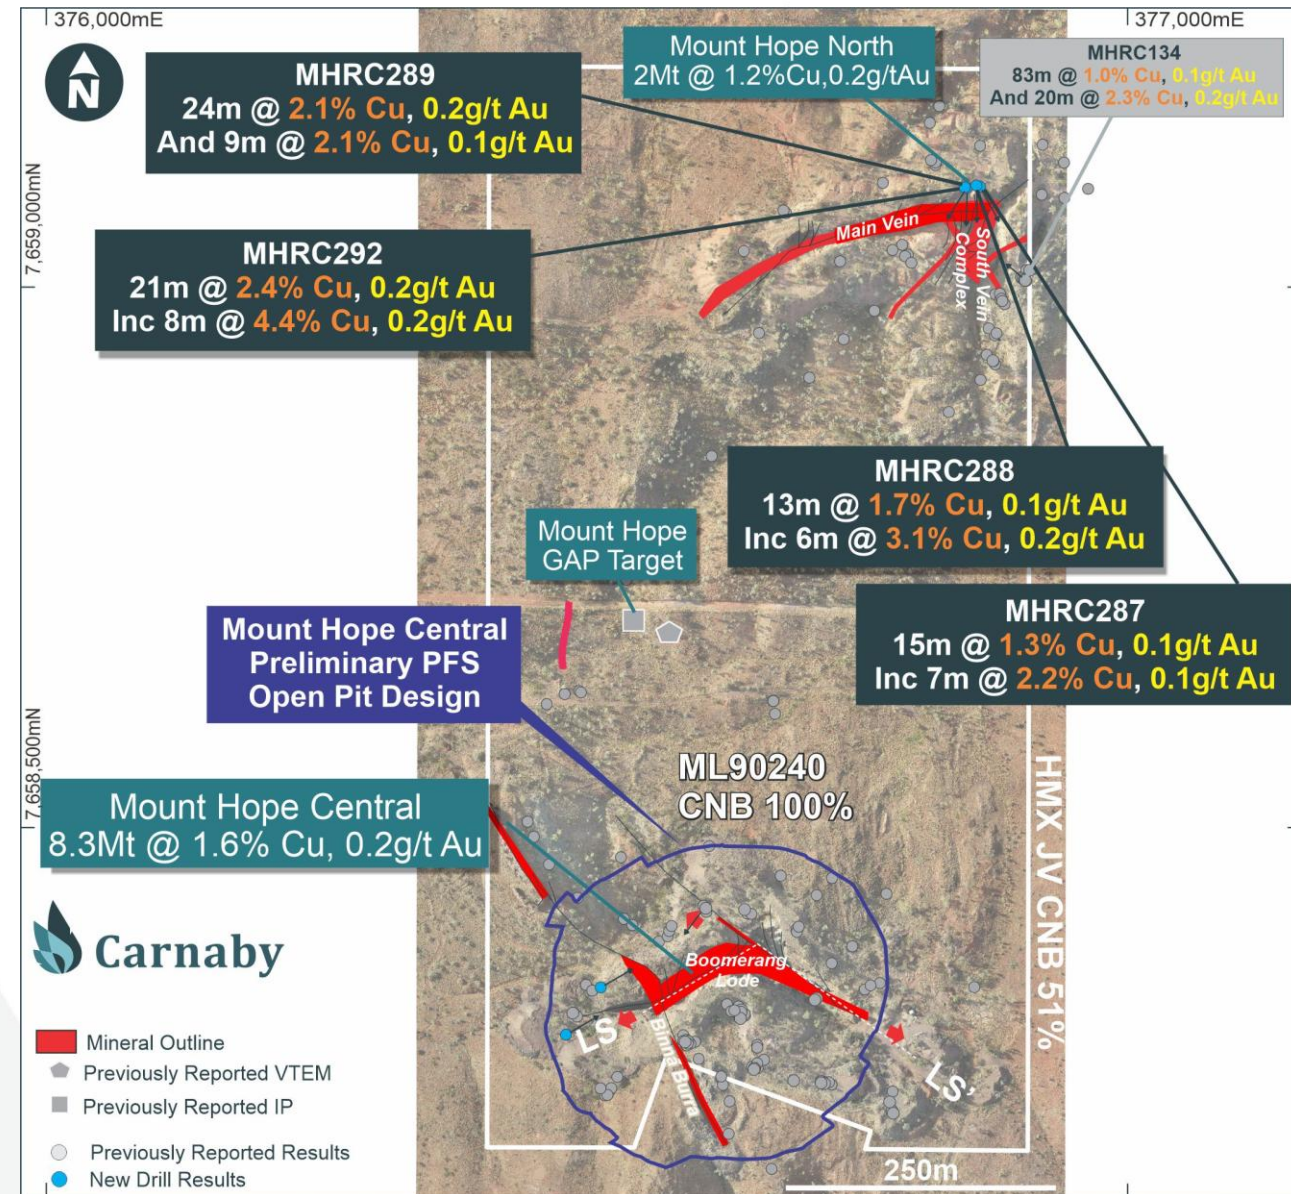 376,000mE
377,000mE
N
MHRC289
24m @ 2.1% Cu, 0.2g/t Au
And 9m @ 2.1% Cu, 0.1g/t Au
Mount Hope North
2Mt @ 1.2%Cu,0.2g/tAu
MHRC134
83m @ 1.0% Cu, 0.1g/t Au
And 20m @ 2.3% Cu, 0.2g/t Au
7,659,000mN
Main Vein
South Vein
Complex
MHRC292
21m @ 2.4% Cu, 0.2g/t Au
Inc 8m @ 4.4% Cu, 0.2g/t Au
MHRC288
13m @ 1.7% Cu, 0.1g/t Au
Inc 6m @ 3.1% Cu, 0.2g/t Au
Mount Hope
GAP Target
MHRC287
15m @ 1.3% Cu, 0.1g/t Au
Inc 7m @ 2.2% Cu, 0.1g/t Au
Mount Hope Central
Preliminary PFS
Open Pit Design
7,658,500mN
ML90240
CNB 100%
HMX JV CNB 51%
Mount Hope Central
8.3Mt @ 1.6% Cu, 0.2g/t Au
Carnaby
Boomerang
Lode
LS
Binna Burra
LS'
Mineral Outline
Previously Reported VTEM
Previously Reported IP
Previously Reported Results
New Drill Results
250m